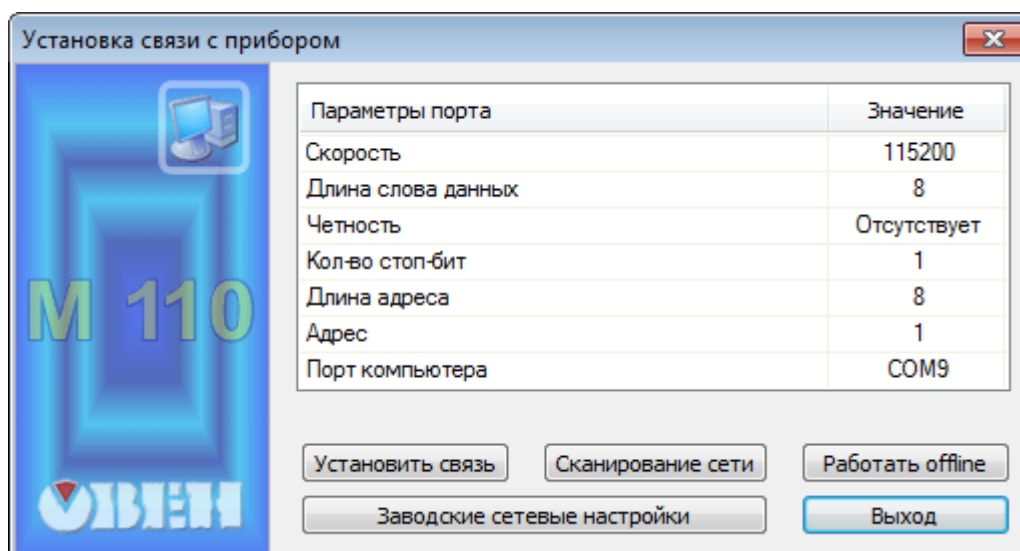 Установка связи с прибором
М 110
ОВЕН
Параметры порта Значение
Скорость 115200
Длина слова данных 8
Четность Отсутствует
Кол-во стоп-бит 1
Длина адреса 8
Адрес 1
Порт компьютера COM9
Установить связь Сканирование сети Работать offline
Заводские сетевые настройки Выход